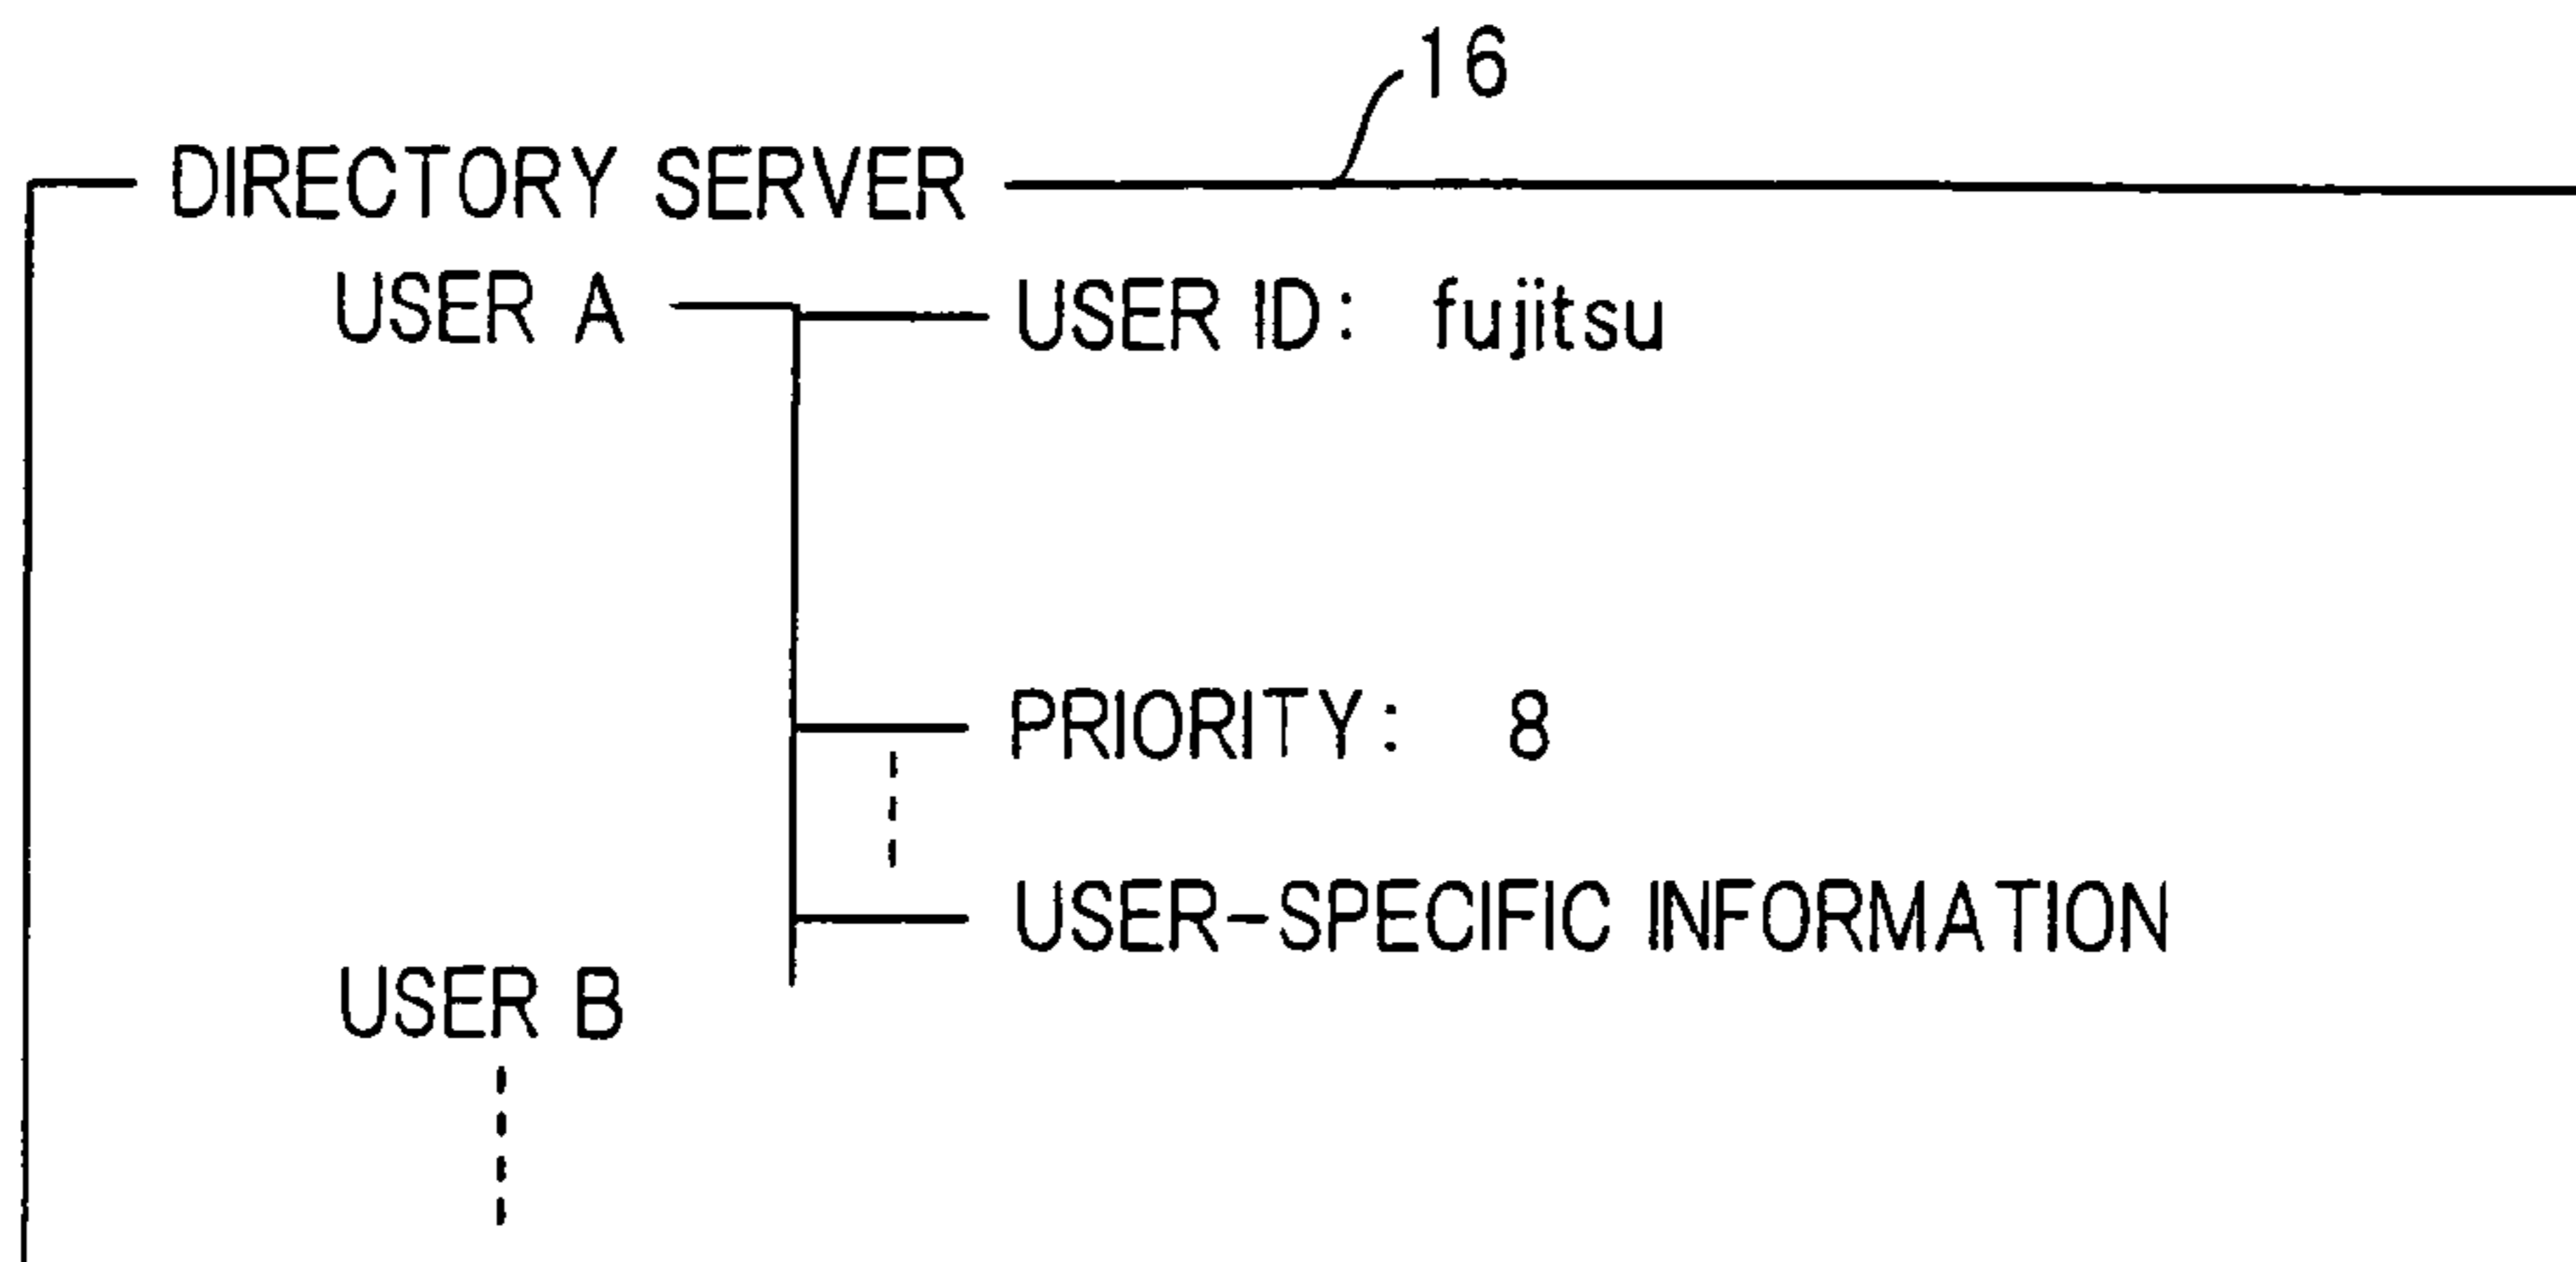 16
DIRECTORY SERVER
USER A
USER ID: fujitsu
PRIORITY: 8
USER-SPECIFIC INFORMATION
USER B